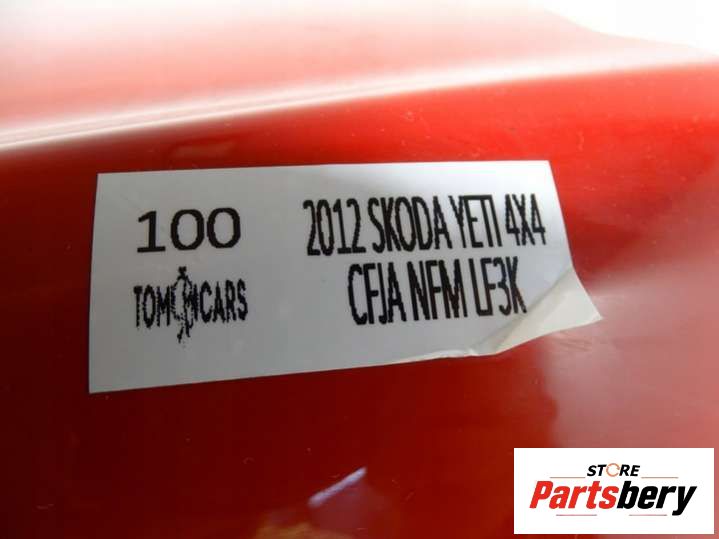 100
TOM CARS
2012 SKODA YETI 4X4
CFJA NFM LF3K
STORE
Partsbery